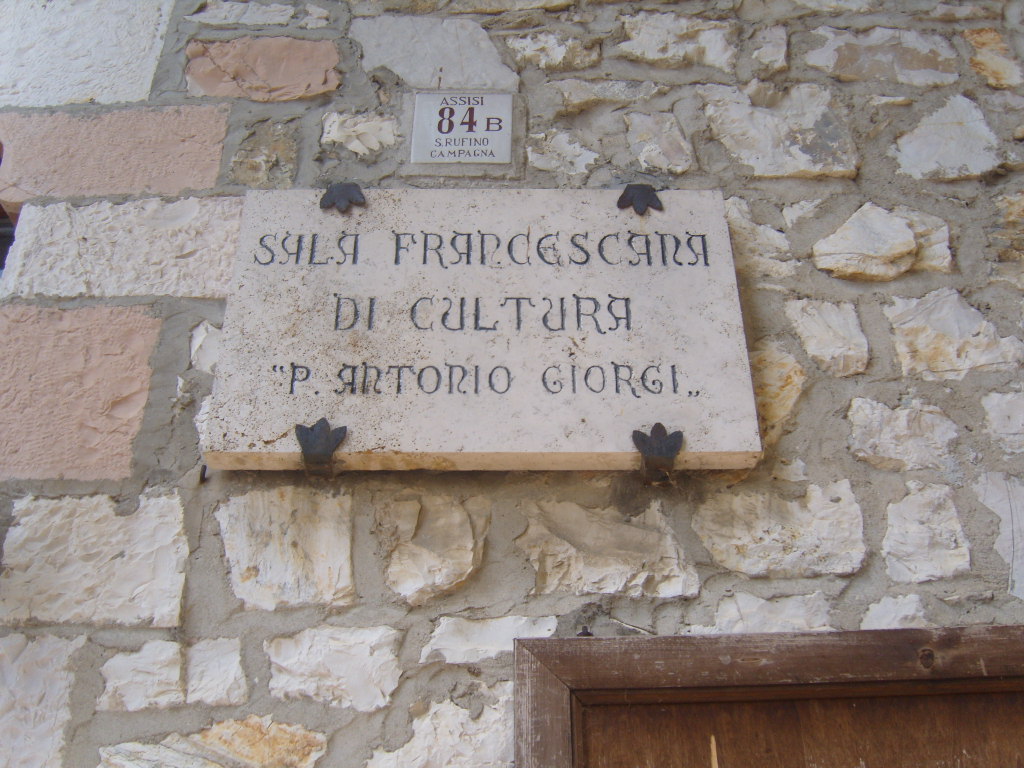 ASSISI
84 B
S. RUFINO
CAMPAGNA
SALA FRANCESCANA
DI CULTURA
"P. ANTONIO GIORGI„